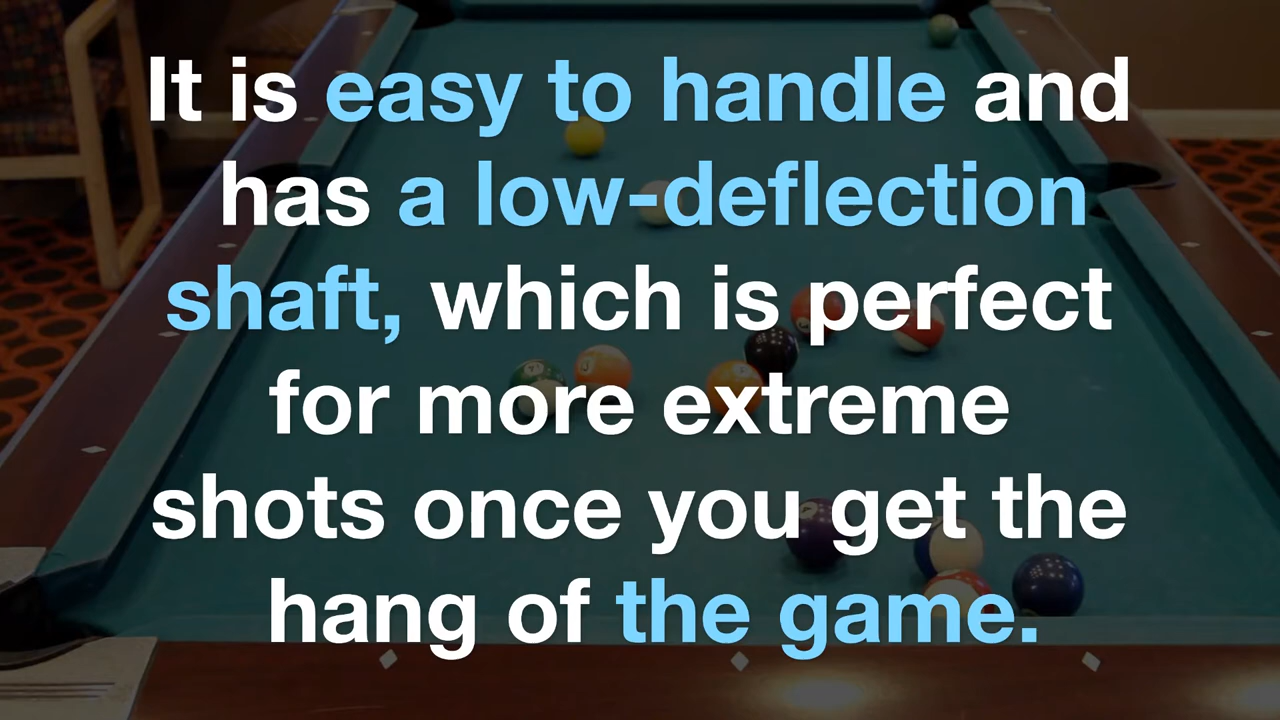 It is easy to handle and
has a low-deflection
shaft, which is perfect
for more extreme
shots once you get the
hang of the game.